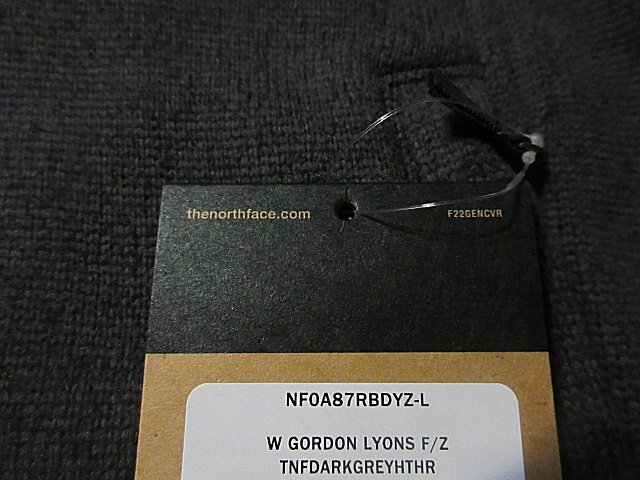 thenorthface.com
F22GENCVR
NF0A87RBDYZ-L
W GORDON LYONS F/Z
TNFDARKGREYHTHR